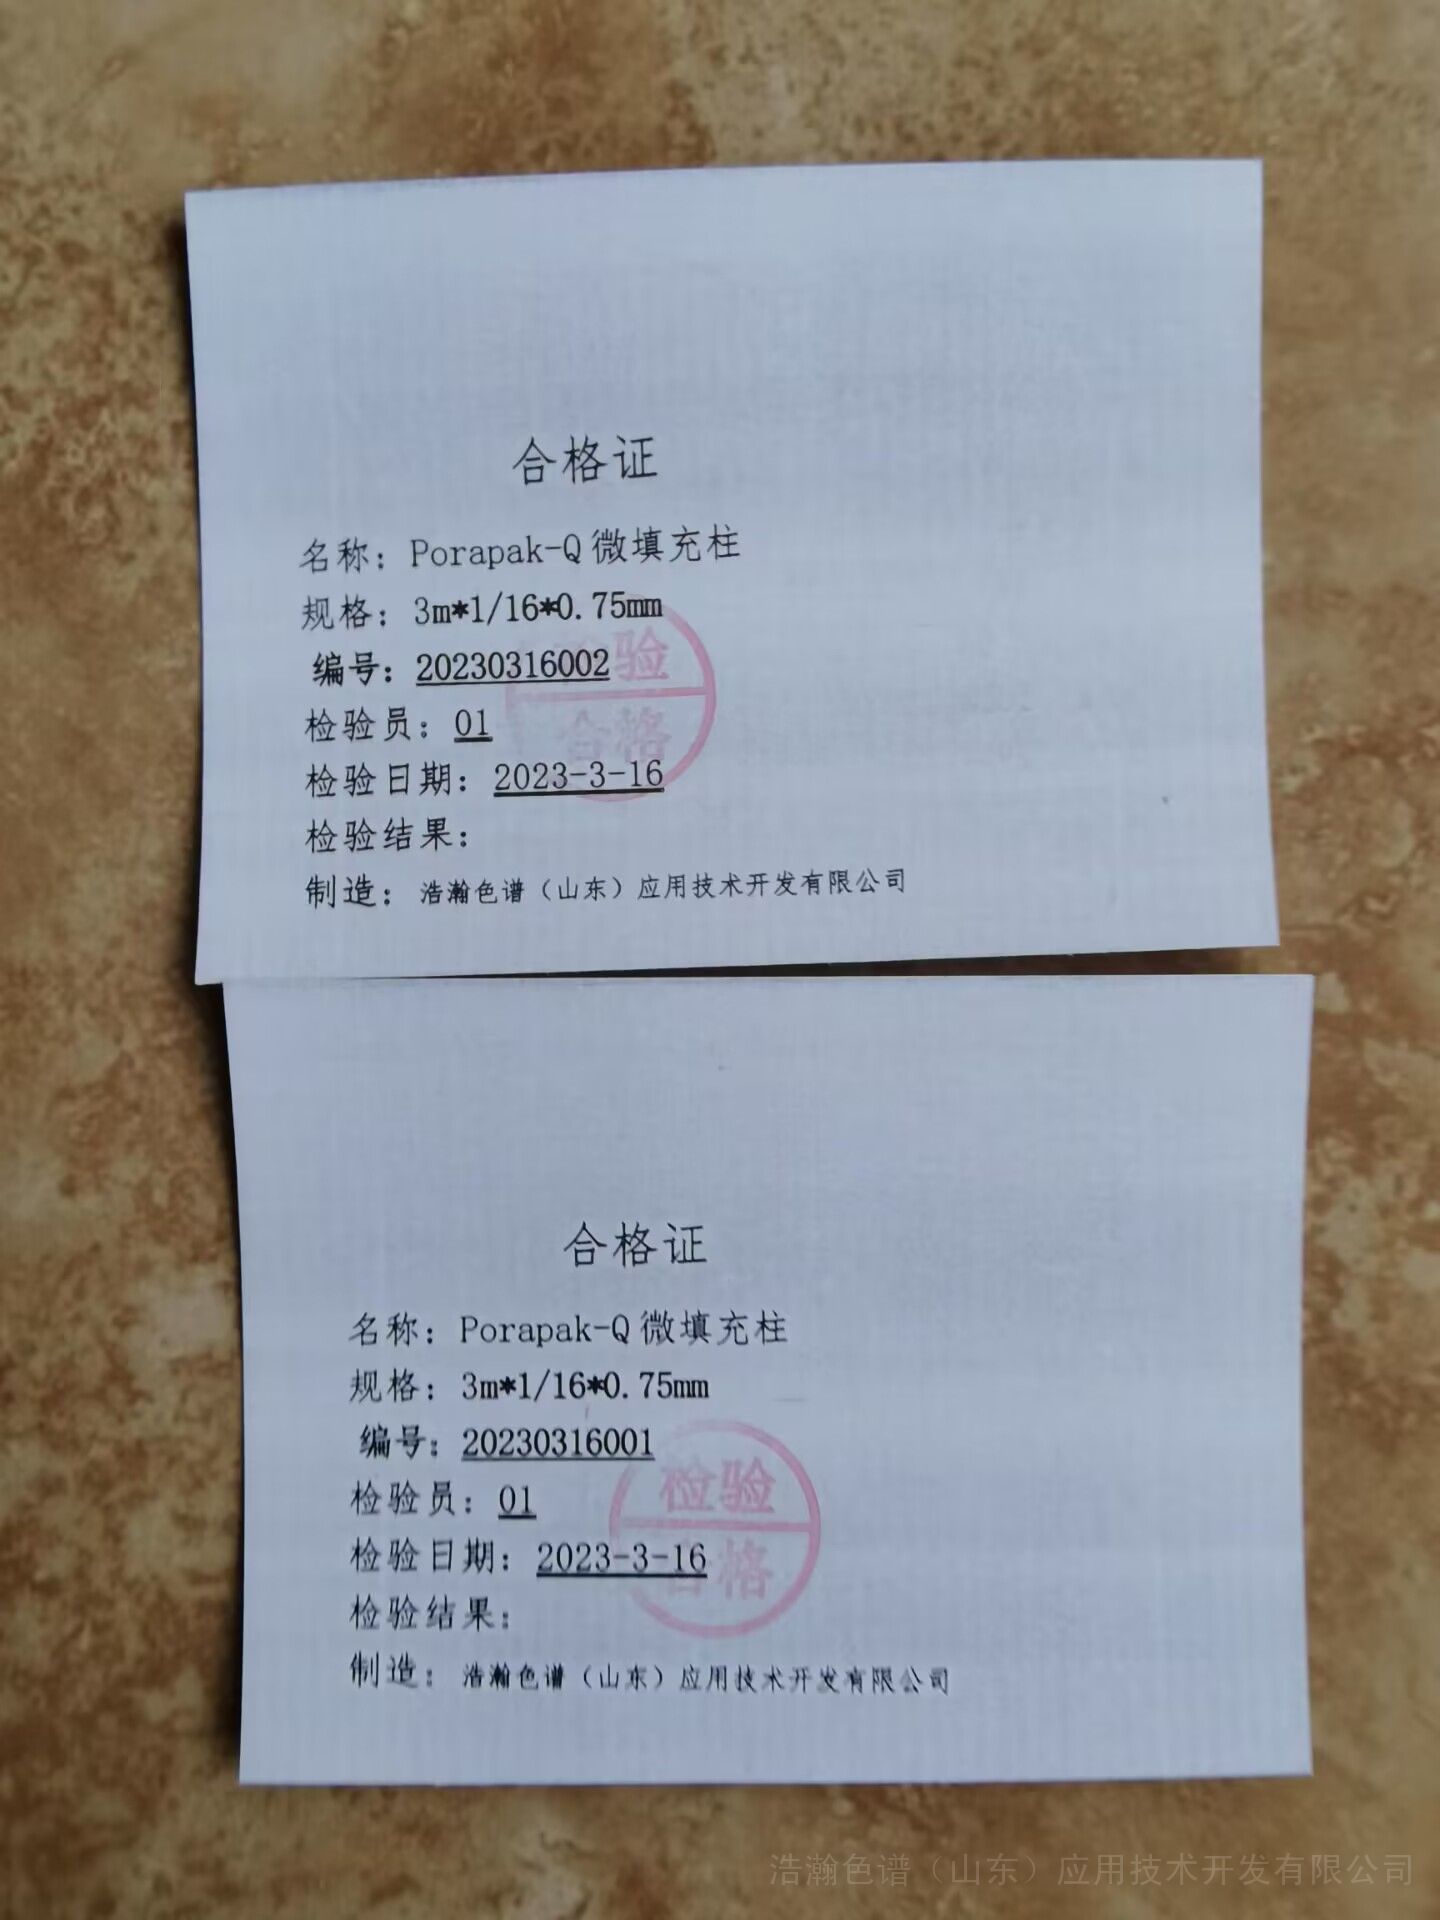 合格证
名称：Porapak-Q微填充柱
规格：3m*1/16*0.75mm
编号：20230316002
检验员：01
检验日期：2023-3-16
检验结果：
验
合格
制造：浩瀚色谱（山东）应用技术开发有限公司
合格证
名称：Porapak-Q微填充柱
规格：3m*1/16*0.75mm
编号：20230316001
检验员：01
检验日期：2023-3-16
检验结果：
检验
合格
制造：浩瀚色谱（山东）应用技术开发有限公司
浩瀚色谱（山东）应用技术开发有限公司